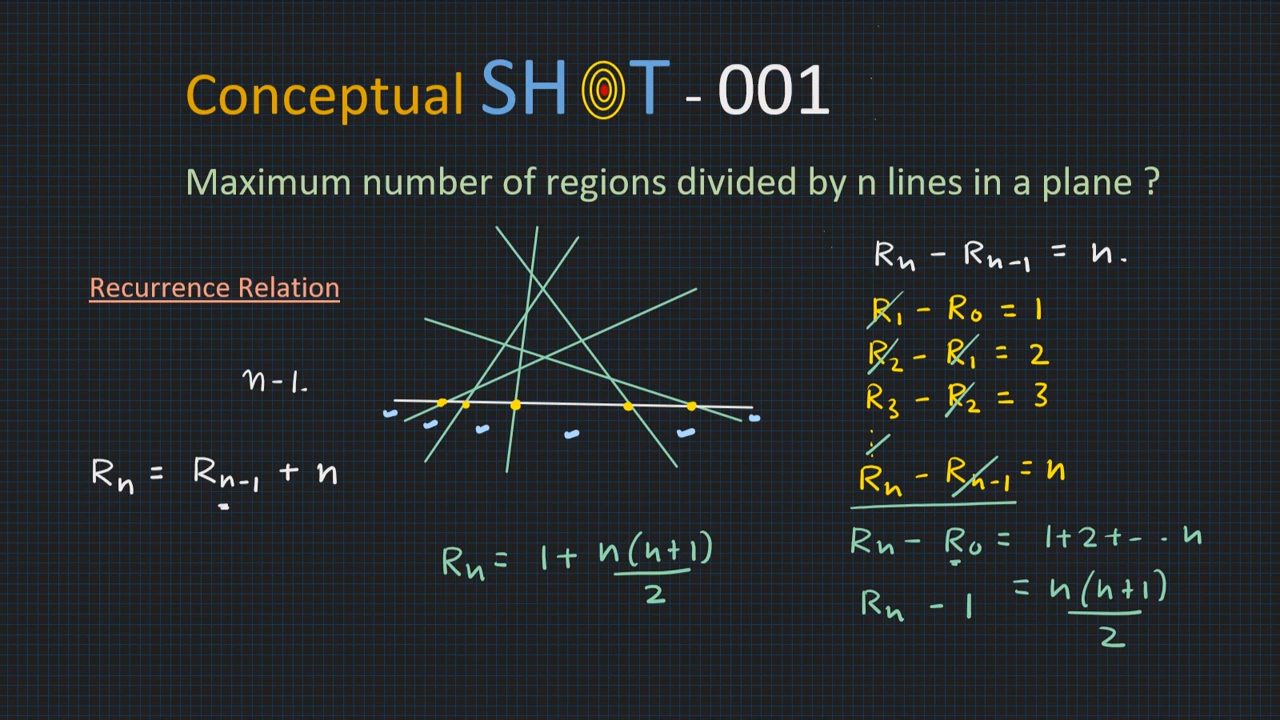 Conceptual SHOT - 001
Maximum number of regions divided by n lines in a plane ?
Recurrence Relation
n-1.
Rn = Rn-1 + n
Rn = 1 + n(n+1)/2
Rn - Rn-1 = n.
R1 - R0 = 1
R2 - R1 = 2
R3 - R2 = 3
⋮
Rn - Rn-1 = n
Rn - R0 = 1+2+-.. n
Rn - 1 = n(n+1)/2